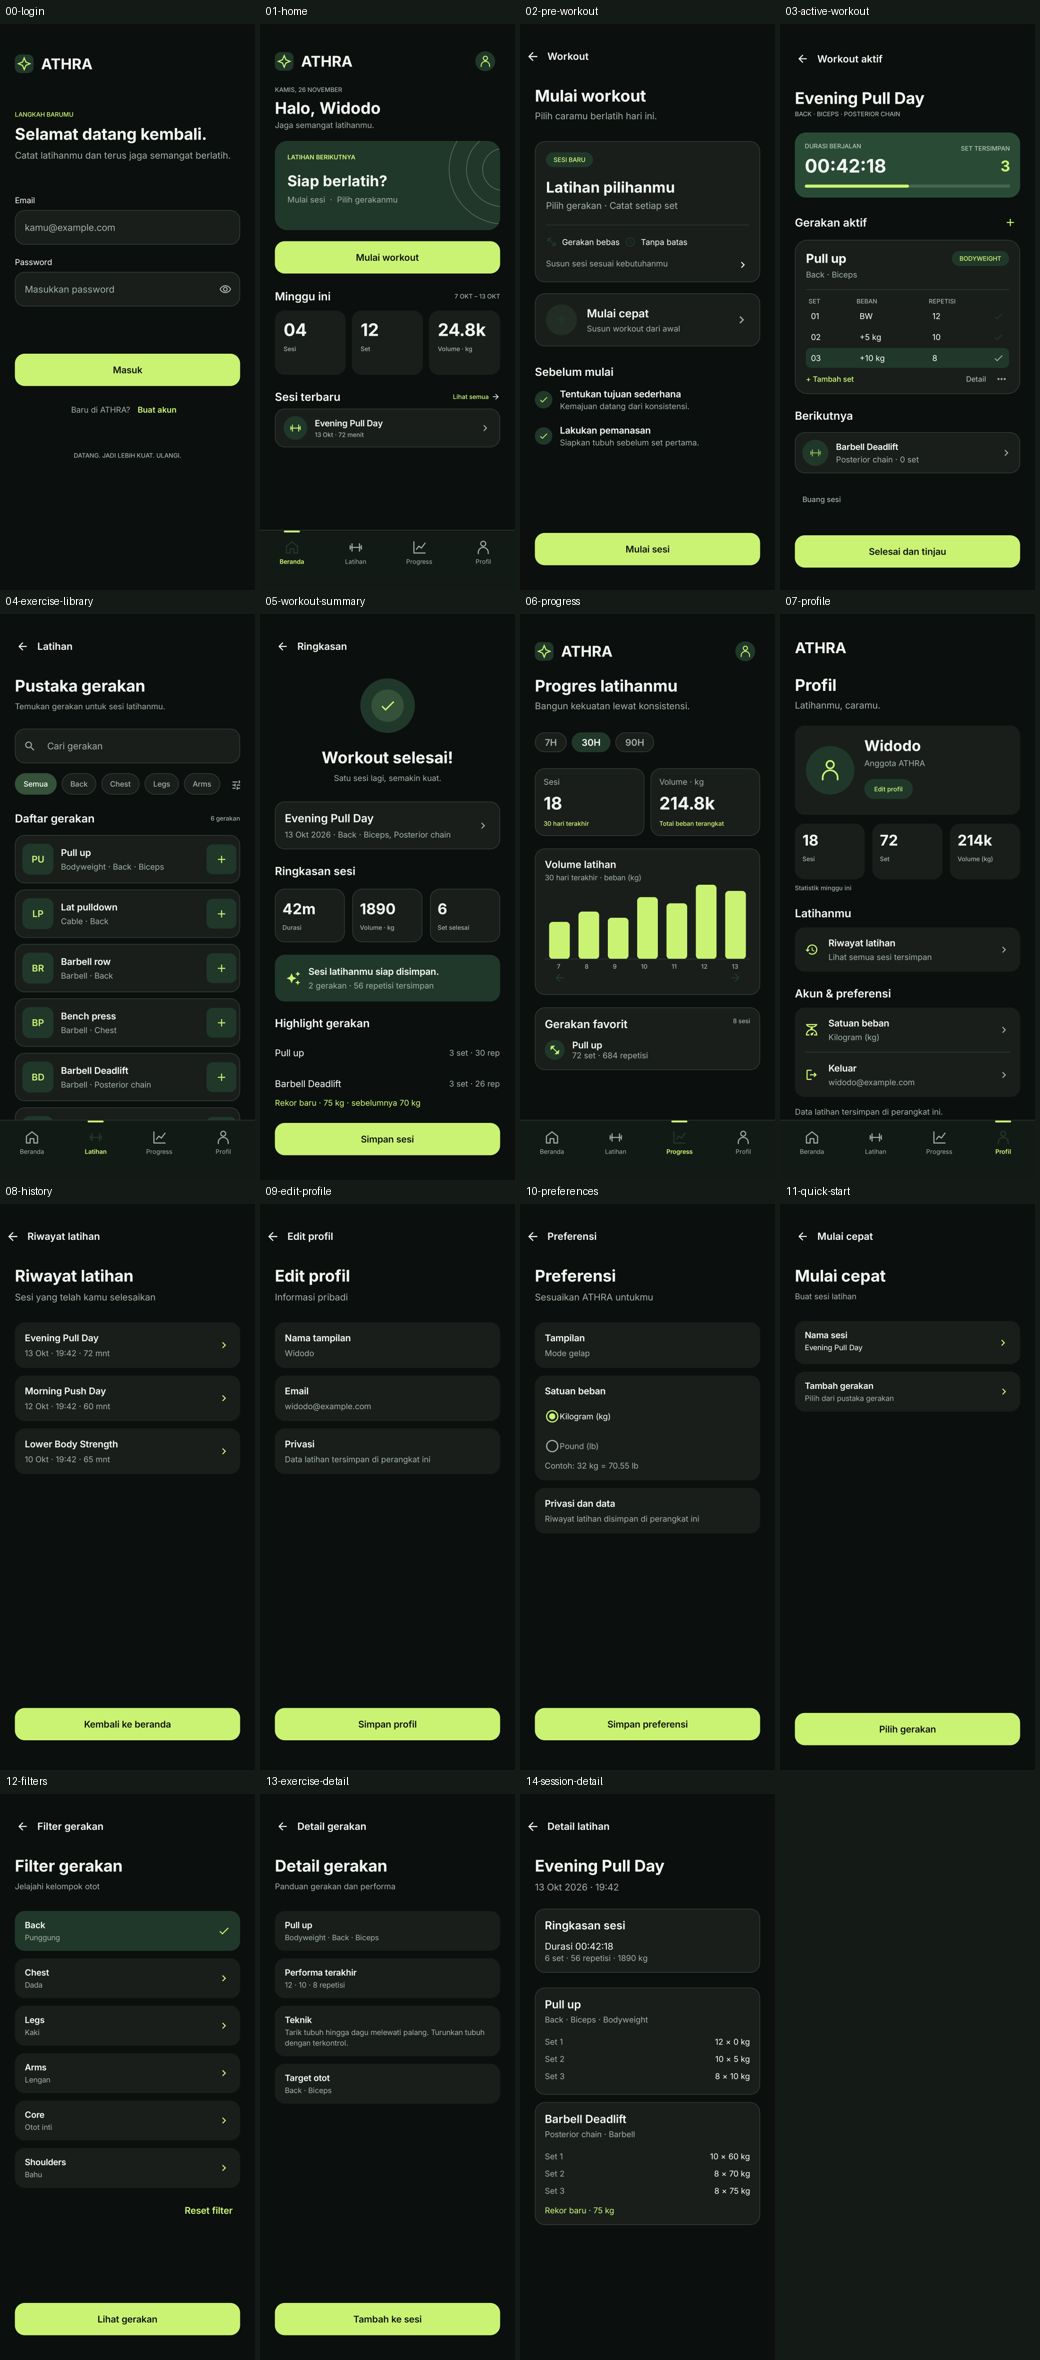 00-login
ATHRA
LANGKAH BARUMU
Selamat datang kembali.
Catat latihanmu dan terus jaga semangat berlatih.
Email
kamu@example.com
Password
Masukkan password
Masuk
Baru di ATHRA? Buat akun
DATANG. JADI LEBIH KUAT. ULANGI.
01-home
ATHRA
KAMIS, 26 NOVEMBER
Halo, Widodo
Jaga semangat latihanmu.
LATIHAN BERIKUTNYA
Siap berlatih?
Mulai sesi · Pilih gerakanmu
Mulai workout
Minggu ini
7 OKT – 13 OKT
04
Sesi
12
Set
24.8k
Volume · kg
Sesi terbaru
Lihat semua →
Evening Pull Day
13 Okt · 72 menit
Beranda
Latihan
Progress
Profil
02-pre-workout
Workout
Mulai workout
Pilih caramu berlatih hari ini.
SESI BARU
Latihan pilihanmu
Pilih gerakan · Catat setiap set
Gerakan bebas
Tanpa batas
Susun sesi sesuai kebutuhanmu
Mulai cepat
Susun workout dari awal
Sebelum mulai
Tentukan tujuan sederhana
Kemajuan datang dari konsistensi.
Lakukan pemanasan
Siapkan tubuh sebelum set pertama.
Mulai sesi
03-active-workout
Workout aktif
Evening Pull Day
BACK · BICEPS · POSTERIOR CHAIN
DURASI BERJALAN
SET TERSIMPAN
00:42:18
3
Gerakan aktif
+
Pull up
BODYWEIGHT
Back · Biceps
SET BEBAN REPETISI
01 BW 12
02 +5 kg 10
03 +10 kg 8
+ Tambah set
Detail
Berikutnya
Barbell Deadlift
Posterior chain · 0 set
Buang sesi
Selesai dan tinjau
04-exercise-library
Latihan
Pustaka gerakan
Temukan gerakan untuk sesi latihanmu.
Cari gerakan
Semua
Back
Chest
Legs
Arms
Daftar gerakan
6 gerakan
PU
Pull up
Bodyweight · Back · Biceps
+
LP
Lat pulldown
Cable · Back
+
BR
Barbell row
Barbell · Back
+
BP
Bench press
Barbell · Chest
+
BD
Barbell Deadlift
Barbell · Posterior chain
+
Beranda
Latihan
Progress
Profil
05-workout-summary
Ringkasan
Workout selesai!
Satu sesi lagi, semakin kuat.
Evening Pull Day
13 Okt 2026 · Back · Biceps, Posterior chain
Ringkasan sesi
42m
Durasi
1890
Volume · kg
6
Set selesai
Sesi latihanmu siap disimpan.
2 gerakan · 56 repetisi tersimpan
Highlight gerakan
Pull up
3 set · 30 rep
Barbell Deadlift
3 set · 26 rep
Rekor baru · 75 kg · sebelumnya 70 kg
Simpan sesi
06-progress
ATHRA
Progres latihanmu
Bangun kekuatan lewat konsistensi.
7H
30H
90H
Sesi
18
30 hari terakhir
Volume · kg
214.8k
Total beban terangkat
Volume latihan
30 hari terakhir · beban (kg)
7 8 9 10 11 12 13
Gerakan favorit
8 sesi
Pull up
72 set · 684 repetisi
Beranda
Latihan
Progress
Profil
07-profile
ATHRA
Profil
Latihanmu, caramu.
Widodo
Anggota ATHRA
Edit profil
18
Sesi
72
Set
214k
Volume (kg)
Statistik minggu ini
Latihanmu
Riwayat latihan
Lihat semua sesi tersimpan
Akun & preferensi
Satuan beban
Kilogram (kg)
Keluar
widodo@example.com
Data latihan tersimpan di perangkat ini.
Beranda
Latihan
Progress
Profil
08-history
Riwayat latihan
Riwayat latihan
Sesi yang telah kamu selesaikan
Evening Pull Day
13 Okt · 19:42 · 72 mnt
Morning Push Day
12 Okt · 19:42 · 60 mnt
Lower Body Strength
10 Okt · 19:42 · 65 mnt
Kembali ke beranda
09-edit-profile
Edit profil
Edit profil
Informasi pribadi
Nama tampilan
Widodo
Email
widodo@example.com
Privasi
Data latihan tersimpan di perangkat ini
Simpan profil
10-preferences
Preferensi
Preferensi
Sesuaikan ATHRA untukmu
Tampilan
Mode gelap
Satuan beban
Kilogram (kg)
Pound (lb)
Contoh: 32 kg = 70.55 lb
Privasi dan data
Riwayat latihan disimpan di perangkat ini
Simpan preferensi
11-quick-start
Mulai cepat
Mulai cepat
Buat sesi latihan
Nama sesi
Evening Pull Day
Tambah gerakan
Pilih dari pustaka gerakan
Pilih gerakan
12-filters
Filter gerakan
Filter gerakan
Jelajahi kelompok otot
Back
Punggung
Chest
Dada
Legs
Kaki
Arms
Lengan
Core
Otot inti
Shoulders
Bahu
Reset filter
Lihat gerakan
13-exercise-detail
Detail gerakan
Detail gerakan
Panduan gerakan dan performa
Pull up
Bodyweight · Back · Biceps
Performa terakhir
12 · 10 · 8 repetisi
Teknik
Tarik tubuh hingga dagu melewati palang. Turunkan tubuh
dengan terkontrol.
Target otot
Back · Biceps
Tambah ke sesi
14-session-detail
Detail latihan
Evening Pull Day
13 Okt 2026 · 19:42
Ringkasan sesi
Durasi 00:42:18
6 set · 56 repetisi · 1890 kg
Pull up
Back · Biceps · Bodyweight
Set 1 12 × 0 kg
Set 2 10 × 5 kg
Set 3 8 × 10 kg
Barbell Deadlift
Posterior chain · Barbell
Set 1 10 × 60 kg
Set 2 8 × 70 kg
Set 3 8 × 75 kg
Rekor baru · 75 kg